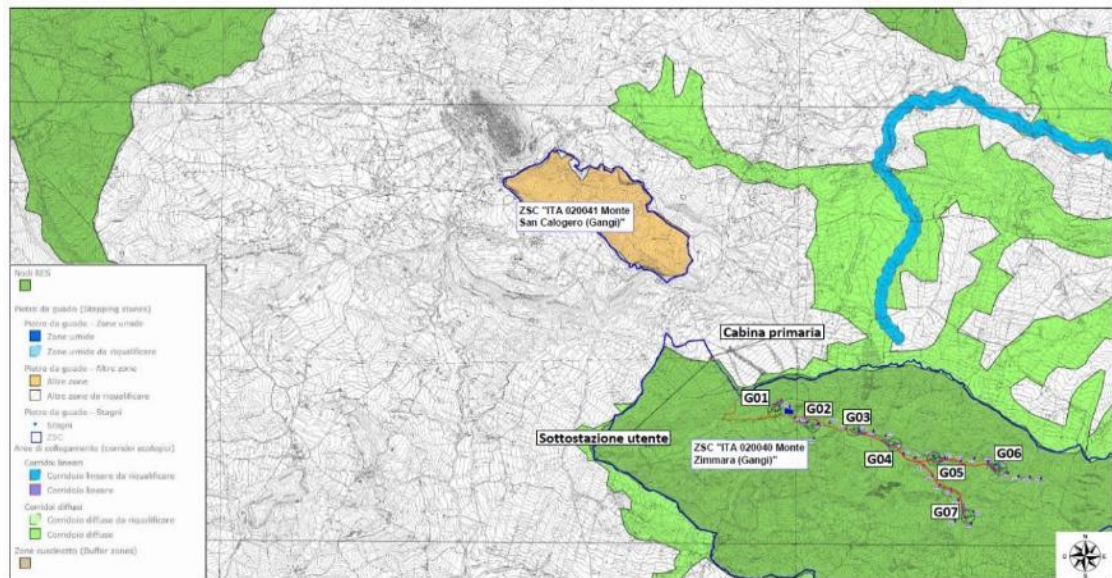 ZSC "ITA 020041 Monte
San Calogero (Gangi)"
Nodi RES
Pietre da guado (Stepping stones)
Pietre da guado - Zone umide
Zone umide
Zone umide da riqualificare
Pietre da guado - Altre zone
Altre zone
Altre zone da riqualificare
Pietre da guado - Stagni
Stagni
ZSC
Aree di collegamento (corridoi ecologici)
Corridoi lineari
Corridoio lineare da riqualificare
Corridoio lineare
Corridoi diffusi
Corridoio diffuso da riqualificare
Corridoio diffuso
Zone cuscinetto (Buffer zones)
Cabina primaria
G01
G02
G03
Sottostazione utente
ZSC "ITA 020040 Monte
Zimmara (Gangi)"
G04
G05
G06
G07
N
O
E
S